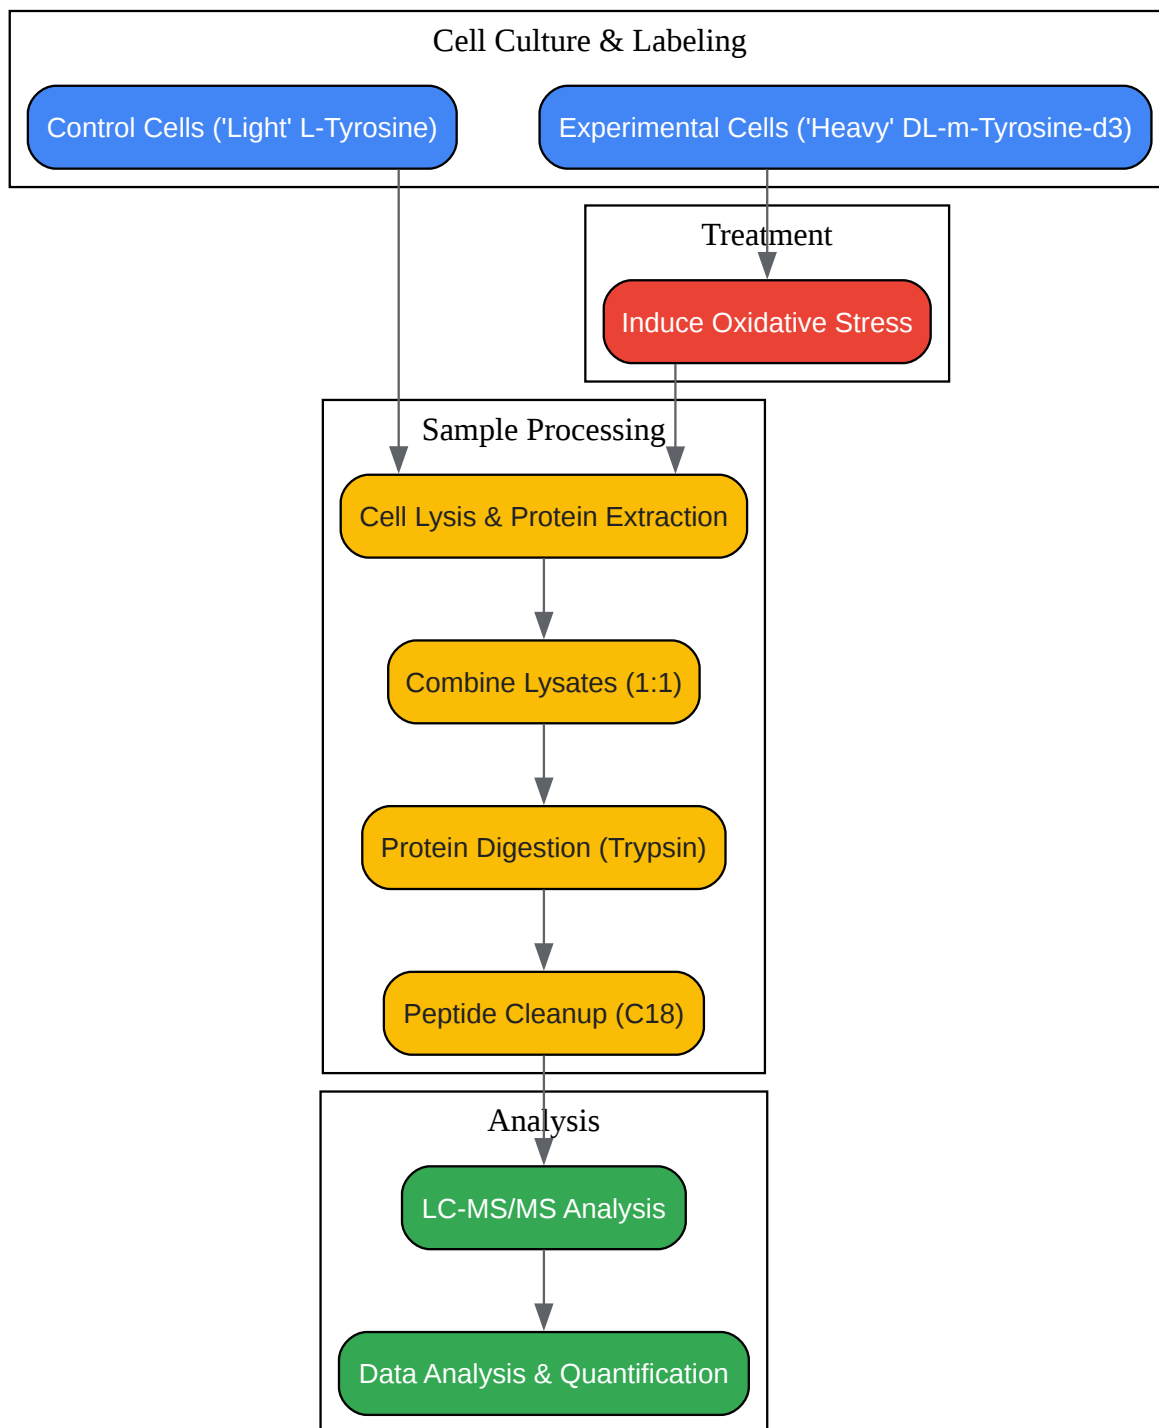 Cell Culture & Labeling
Control Cells ('Light' L-Tyrosine)
Experimental Cells ('Heavy' DL-m-Tyrosine-d3)
Treatment
Induce Oxidative Stress
Sample Processing
Cell Lysis & Protein Extraction
Combine Lysates (1:1)
Protein Digestion (Trypsin)
Peptide Cleanup (C18)
Analysis
LC-MS/MS Analysis
Data Analysis & Quantification